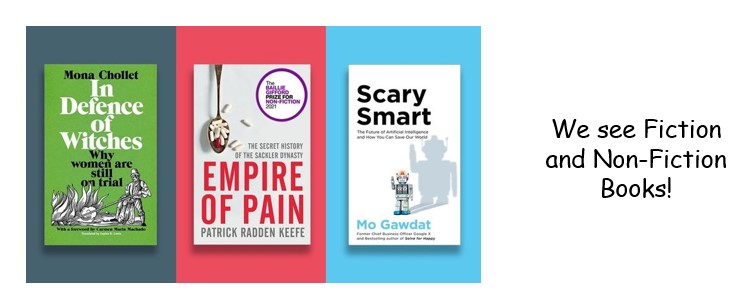 Mona Chollet
In
Defence
of
Witches
Why
women are
still
on trial
With a foreword by Carmen Maria Machado
The
BAILLIE
GIFFORD
PRIZE FOR
NON-FICTION
2021
THE SECRET HISTORY
OF THE SACKLER DYNASTY
EMPIRE
OF PAIN
PATRICK RADDEN KEEFE
Scary
Smart
The Future of Artificial Intelligence
and How You Can Save Our World
Mo Gawdat
Former Chief Business Officer Google X
and Bestselling author of Solve for Happy
We see Fiction
and Non-Fiction
Books!